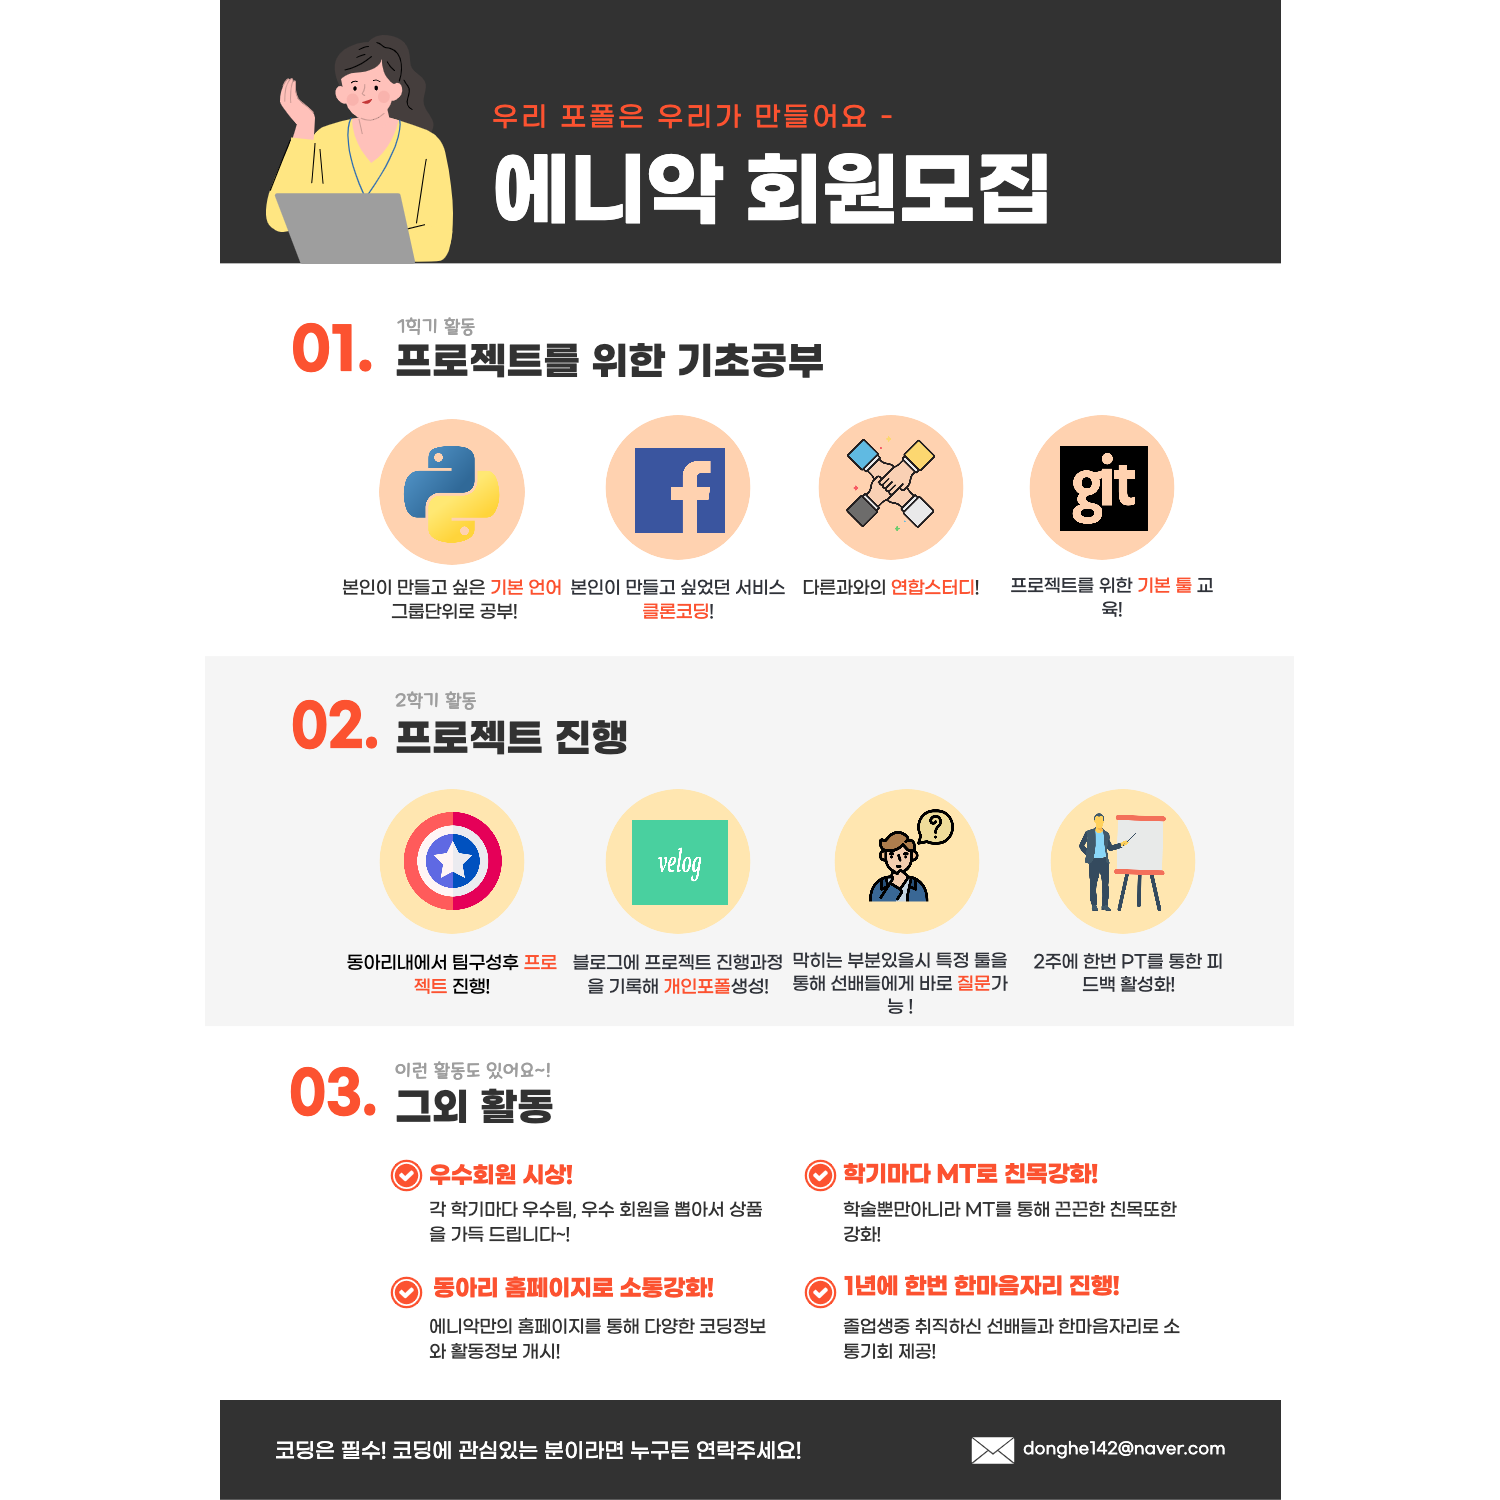 우리 포폴은 우리가 만들어요 -
에니악 회원모집
01.
1힉기 활동
프로젝트를 위한 기초공부
git
본인이 만들고 싶은 기본 언어
그룹단위로 공부!
본인이 만들고 싶었던 서비스
클론코딩!
다른과와의 연합스터디!
프로젝트를 위한 기본 툴 교
육!
02.
2학기 활동
프로젝트 진행
velog
동아리내에서 팀구성후 프로
젝트 진행!
블로그에 프로젝트 진행과정
을 기록해 개인포폴생성!
막히는 부분있을시 특정 툴을
통해 선배들에게 바로 질문가
능 !
2주에 한번 PT를 통한 피
드백 활성화!
03.
이런 활동도 있어요~!
그외 활동
우수회원 시상!
각 학기마다 우수팀, 우수 회원을 뽑아서 상품
을 가득 드립니다~!
학기마다 MT로 친목강화!
학술뿐만아니라 MT를 통해 끈끈한 친목또한
강화!
동아리 홈페이지로 소통강화!
에니악만의 홈페이지를 통해 다양한 코딩정보
와 활동정보 개시!
1년에 한번 한마음자리 진행!
졸업생중 취직하신 선배들과 한마음자리로 소
통기회 제공!
코딩은 필수! 코딩에 관심있는 분이라면 누구든 연락주세요!
donghe142@naver.com